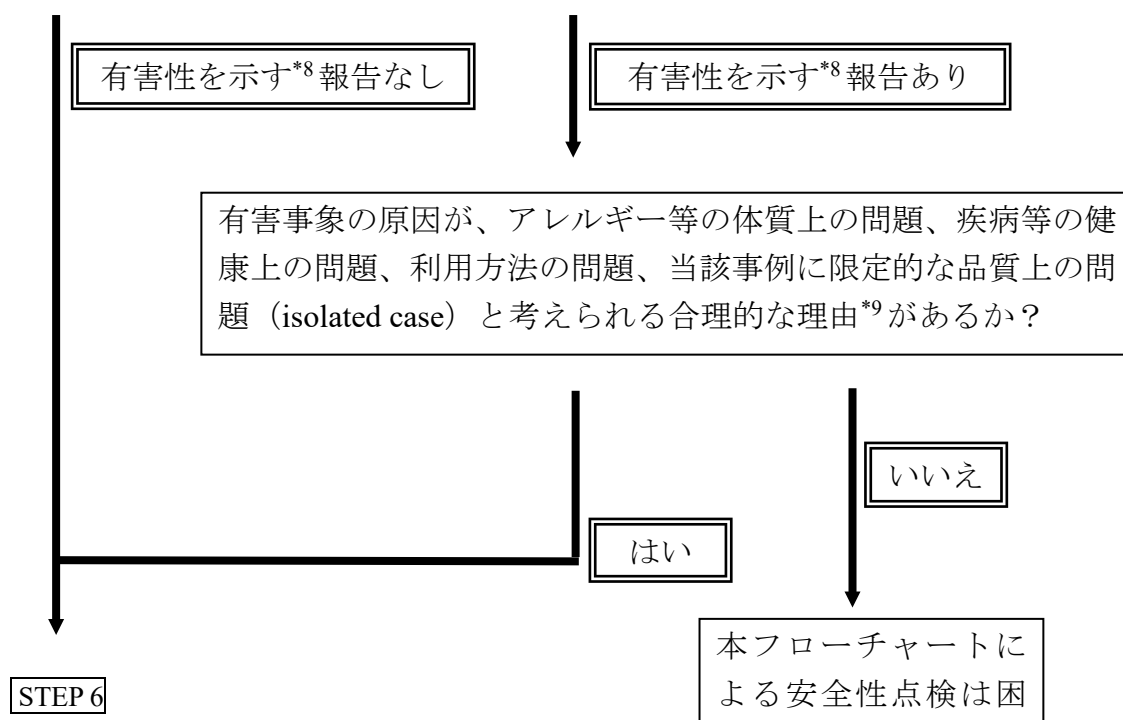 有害性を示す*8報告なし
有害性を示す*8報告あり
有害事象の原因が、アレルギー等の体質上の問題、疾病等の健
康上の問題、利用方法の問題、当該事例に限定的な品質上の問
題（isolated case）と考えられる合理的な理由*9があるか？
いいえ
はい
本フローチャートに
よる安全性点検は困
STEP 6